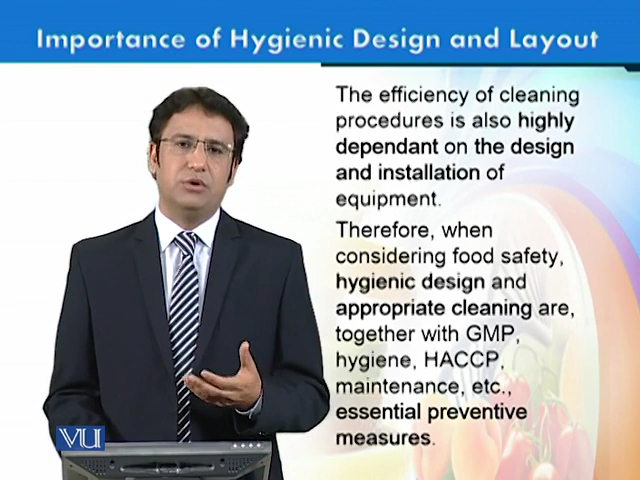 Importance of Hygienic Design and Layout
The efficiency of cleaning
procedures is also highly
dependant on the design
and installation of
equipment.
Therefore, when
considering food safety,
hygienic design and
appropriate cleaning are,
together with GMP,
hygiene, HACCP,
maintenance, etc.,
essential preventive
measures.
VU